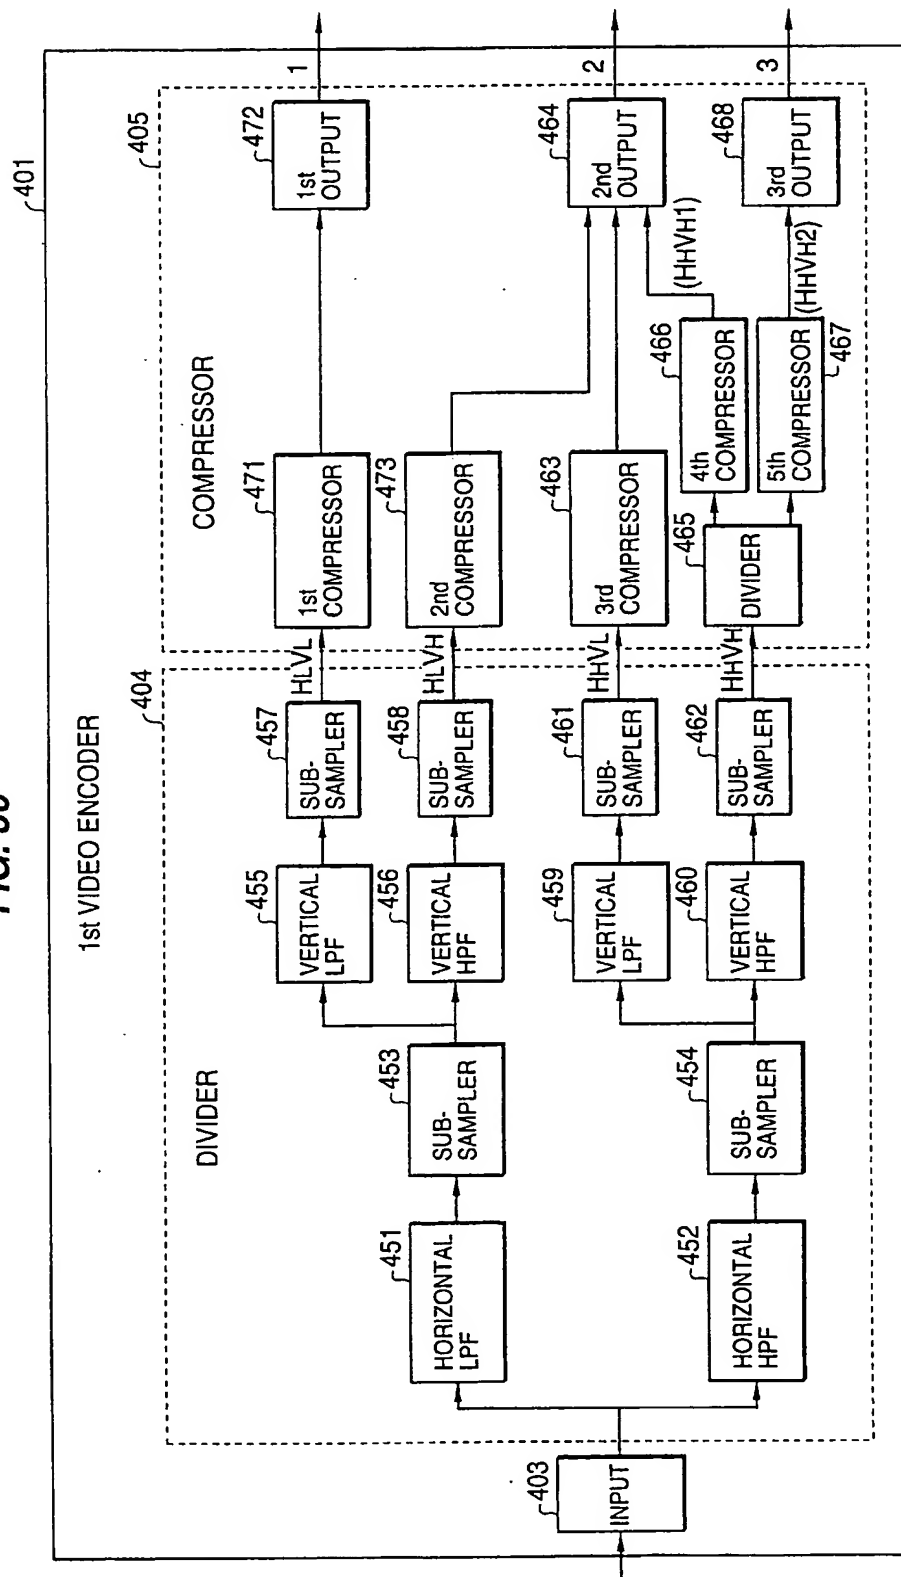 1st VIDEO ENCODER
401
403
INPUT
DIVIDER
404
451
HORIZONTAL
LPF
452
HORIZONTAL
HPF
453
SUB-
SAMPLER
454
SUB-
SAMPLER
455
VERTICAL
LPF
456
VERTICAL
HPF
459
VERTICAL
LPF
460
VERTICAL
HPF
457
SUB-
SAMPLER
458
SUB-
SAMPLER
461
SUB-
SAMPLER
462
SUB-
SAMPLER
HLVL
HLVH
HHVL
HHVH
COMPRESSOR
405
471
1st
COMPRESSOR
473
2nd
COMPRESSOR
463
3rd
COMPRESSOR
465
DIVIDER
466
4th
COMPRESSOR
5th
COMPRESSOR
467
(HHVH1)
(HHVH2)
472
1st
OUTPUT
464
2nd
OUTPUT
468
3rd
OUTPUT
1
2
3